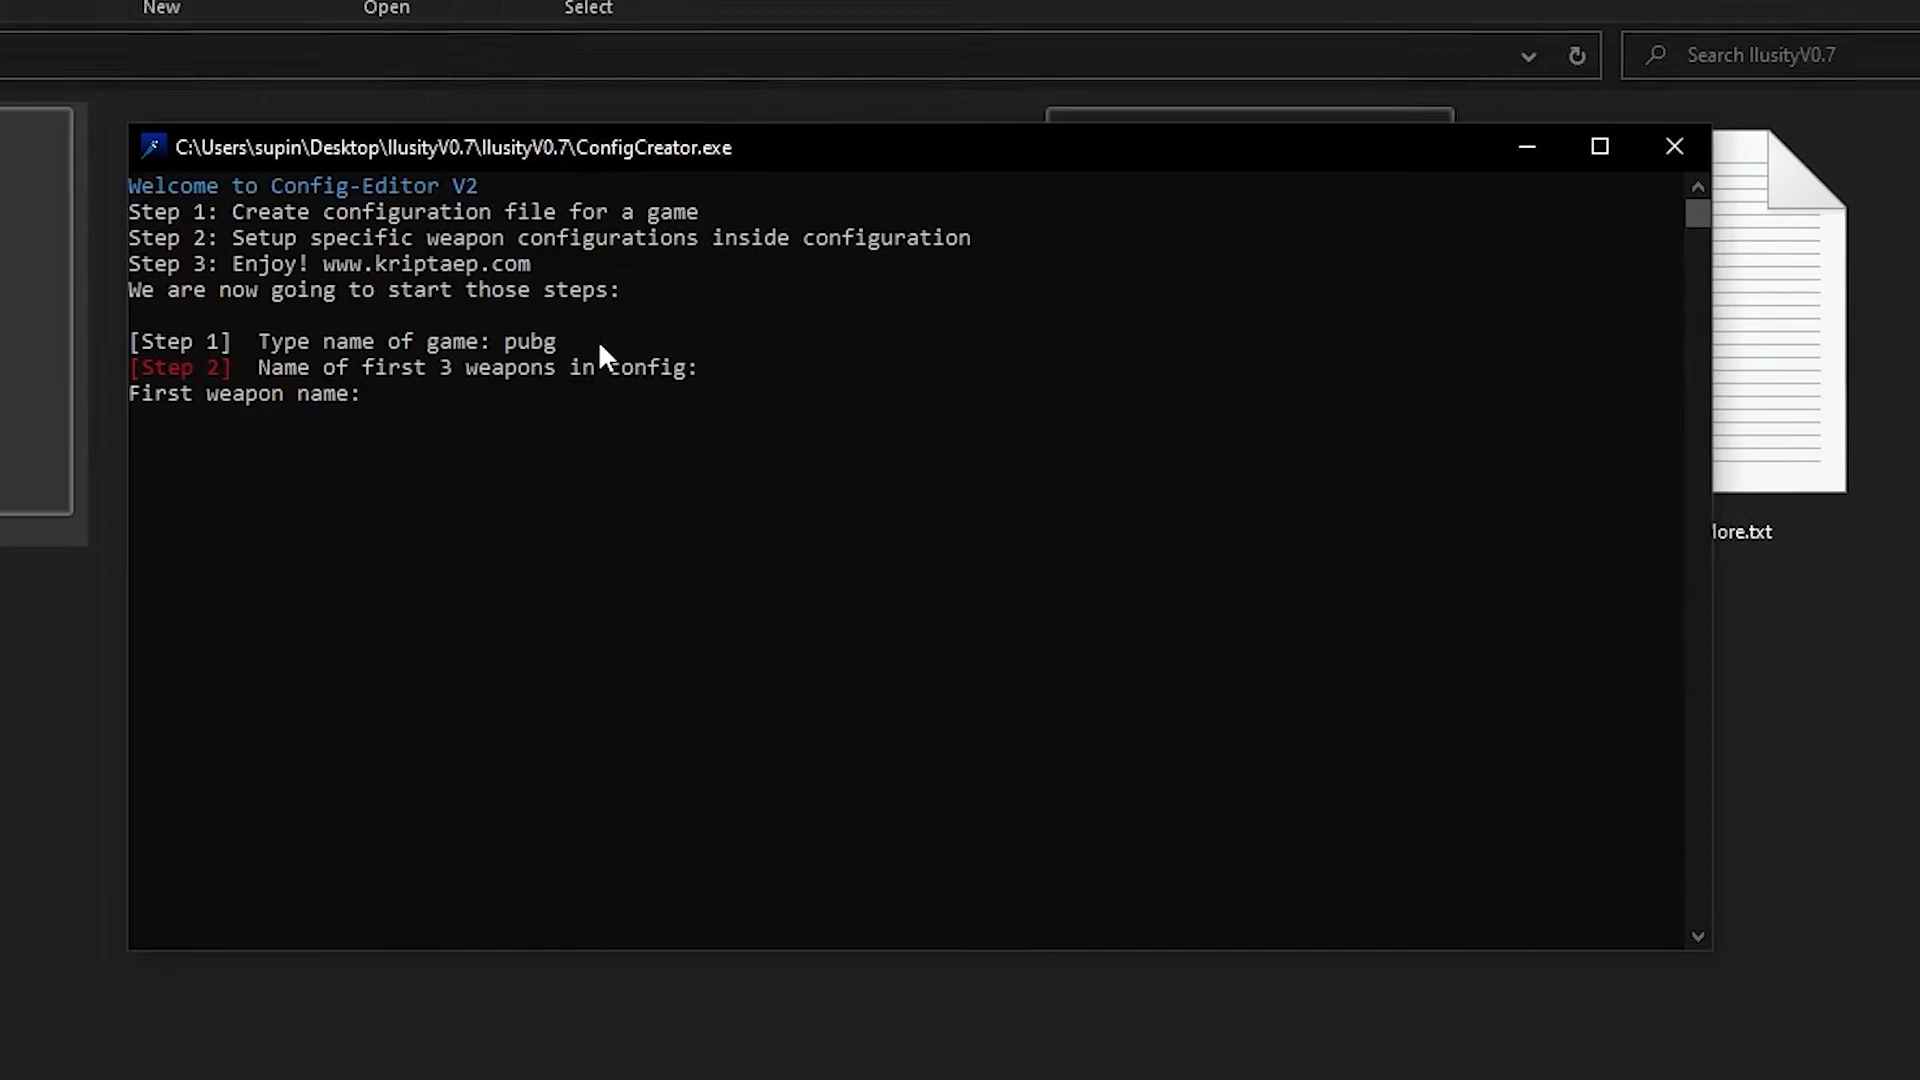 New Open Select
Search IlusityV0.7
C:\Users\supin\Desktop\IlusityV0.7\IlusityV0.7\ConfigCreator.exe
Welcome to Config-Editor V2
Step 1: Create configuration file for a game
Step 2: Setup specific weapon configurations inside configuration
Step 3: Enjoy! www.kriptaep.com
We are now going to start those steps:
[Step 1]  Type name of game: pubg
[Step 2]  Name of first 3 weapons in config:
First weapon name:
lore.txt